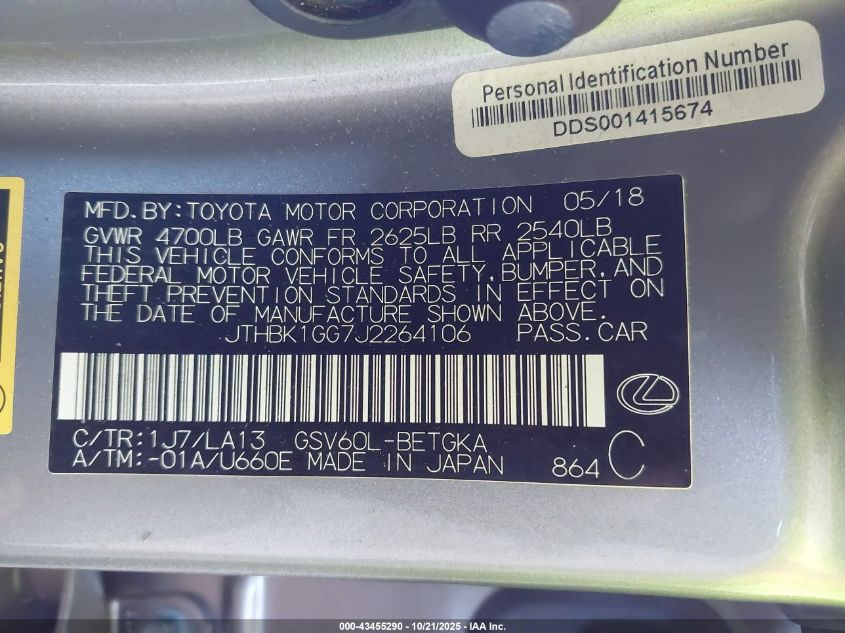 Personal Identification Number
DDS001415674
MFD.BY:TOYOTA MOTOR CORPORATION 05/18
GVWR 4700LB GAWR FR 2625LB RR 2540LB
THIS VEHICLE CONFORMS TO ALL APPLICABLE
FEDERAL MOTOR VEHICLE SAFETY,BUMPER,AND
THEFT PREVENTION STANDARDS IN EFFECT ON
THE DATE OF MANUFACTURE SHOWN ABOVE.
JTHBK1GG7J2264106 PASS.CAR
C/TR:1J7/LA13 GSV60L-BETGKA
A/TM:-01A/U660E MADE IN JAPAN 864 C
000-43455290 - 10/21/2025 - IAA Inc.